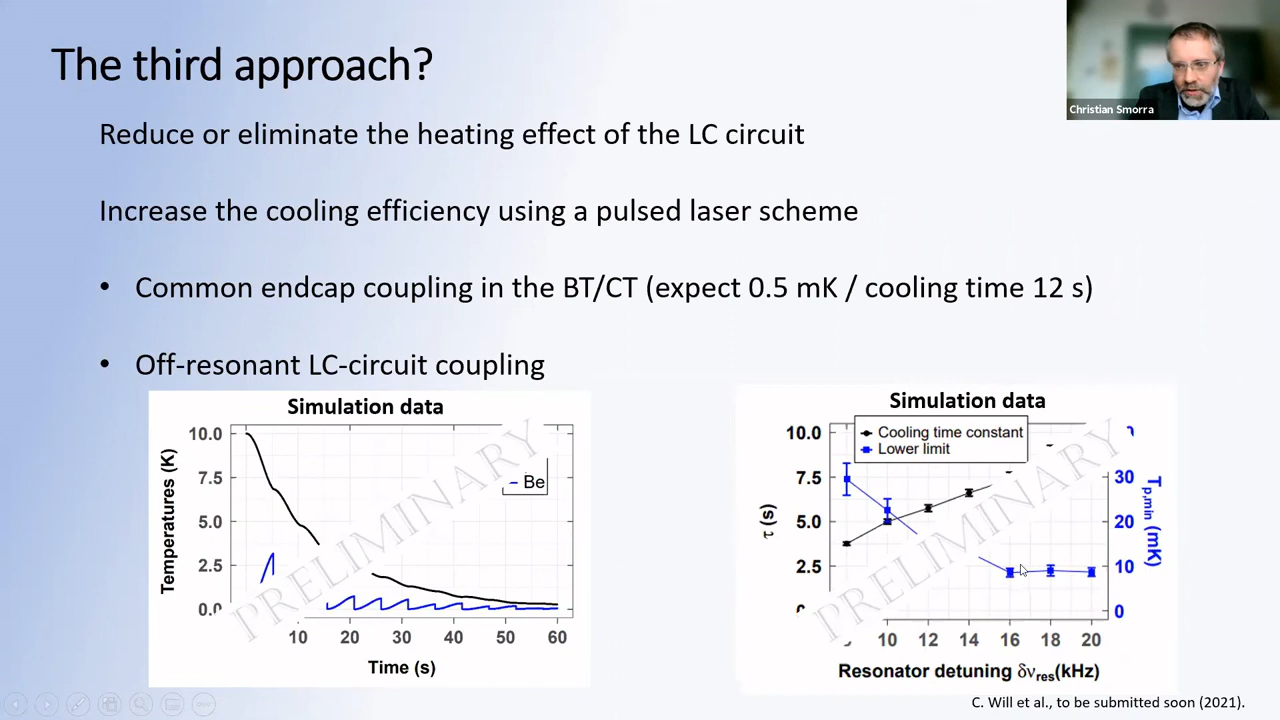 The third approach?
Christian Smorra
Reduce or eliminate the heating effect of the LC circuit
Increase the cooling efficiency using a pulsed laser scheme
• Common endcap coupling in the BT/CT (expect 0.5 mK / cooling time 12 s)
• Off-resonant LC-circuit coupling
Simulation data
Temperatures (K)
10.0
7.5
5.0
2.5
0.0
Be
PRELIMINARY
10 20 30 40 50 60
Time (s)
Simulation data
Cooling time constant
Lower limit
τ (s)
10.0
7.5
5.0
2.5
PRELIMINARY
30
20
10
0
Tp,min (mK)
10 12 14 16 18 20
Resonator detuning δνres(kHz)
C. Will et al., to be submitted soon (2021).